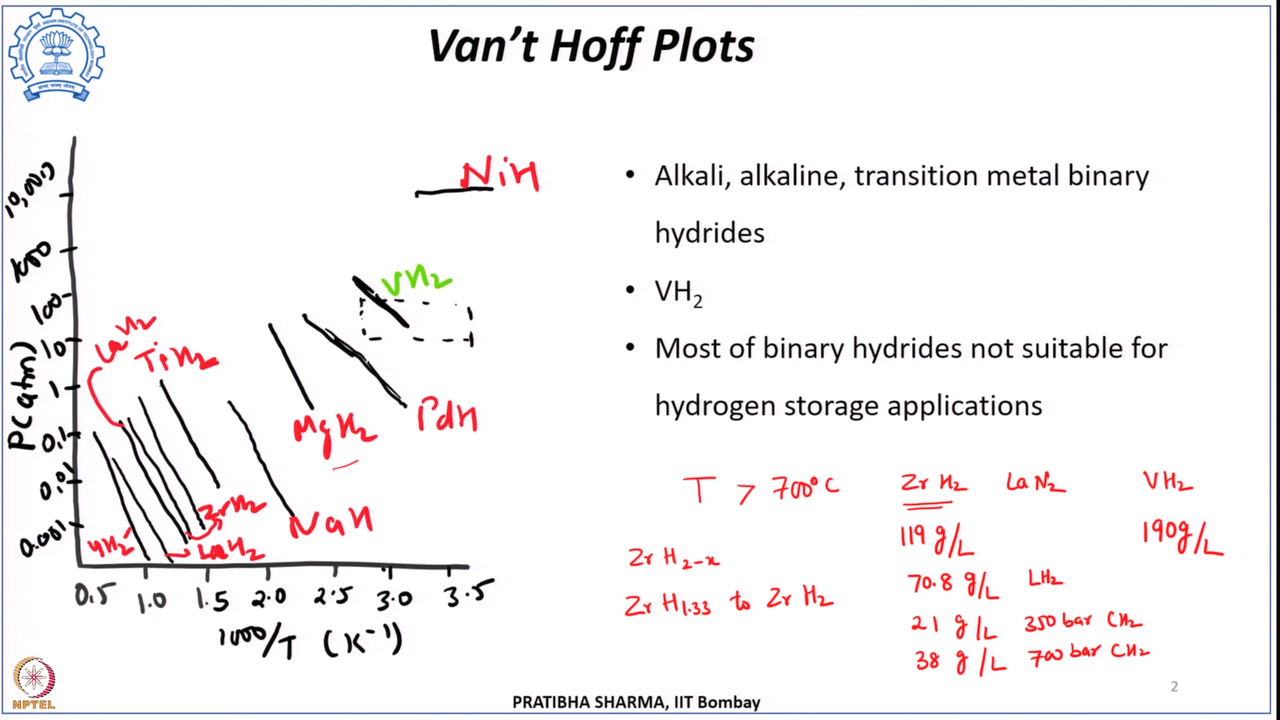 Van't Hoff Plots
P(atm)
10,000
1000
100
10
1
0.1
0.01
0.001
0.5 1.0 1.5 2.0 2.5 3.0 3.5
1000/T (K⁻¹)
NiH
VH₂
LaH₂
TiH₂
PdH
MgH₂
NaH
ZrH₂
YH₂
• Alkali, alkaline, transition metal binary
hydrides
• VH₂
• Most of binary hydrides not suitable for
hydrogen storage applications
T > 700°C
ZrH₂ LaN₂ VH₂
119 g/L 190g/L
ZrH₂₋ₓ
70.8 g/L LH₂
ZrH₁.₃₃ to ZrH₂
21 g/L 350 bar CH₂
38 g/L 700 bar CH₂
NPTEL
PRATIBHA SHARMA, IIT Bombay
2